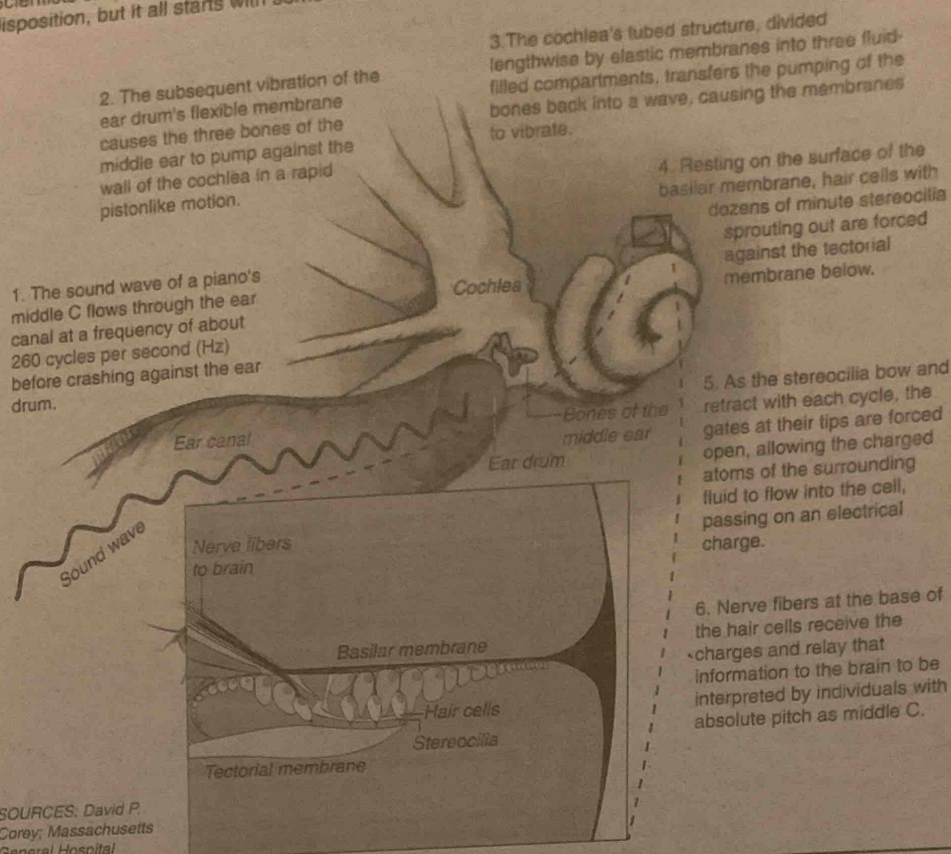 disposition, but it all starts with
2. The subsequent vibration of the
ear drum's flexible membrane
causes the three bones of the
middle ear to pump against the
wall of the cochlea in a rapid
pistonlike motion.
3.The cochlea's tubed structure, divided
lengthwise by elastic membranes into three fluid-
filled compartments, transfers the pumping of the
bones back into a wave, causing the membranes
to vibrate.
4. Resting on the surface of the
basilar membrane, hair cells with
dozens of minute stereocilia
sprouting out are forced
against the tectorial
membrane below.
1. The sound wave of a piano's
middle C flows through the ear
canal at a frequency of about
260 cycles per second (Hz)
before crashing against the ear
drum.
Cochlea
5. As the stereocilia bow and
retract with each cycle, the
gates at their tips are forced
open, allowing the charged
atoms of the surrounding
fluid to flow into the cell,
passing on an electrical
charge.
Bones of the
middle ear
Ear canal
Ear drum
Sound wave
Nerve fibers
to brain
6. Nerve fibers at the base of
the hair cells receive the
charges and relay that
information to the brain to be
interpreted by individuals with
absolute pitch as middle C.
Basilar membrane
Hair cells
Stereocilia
Tectorial membrane
SOURCES: David P.
Corey; Massachusetts
General Hospital